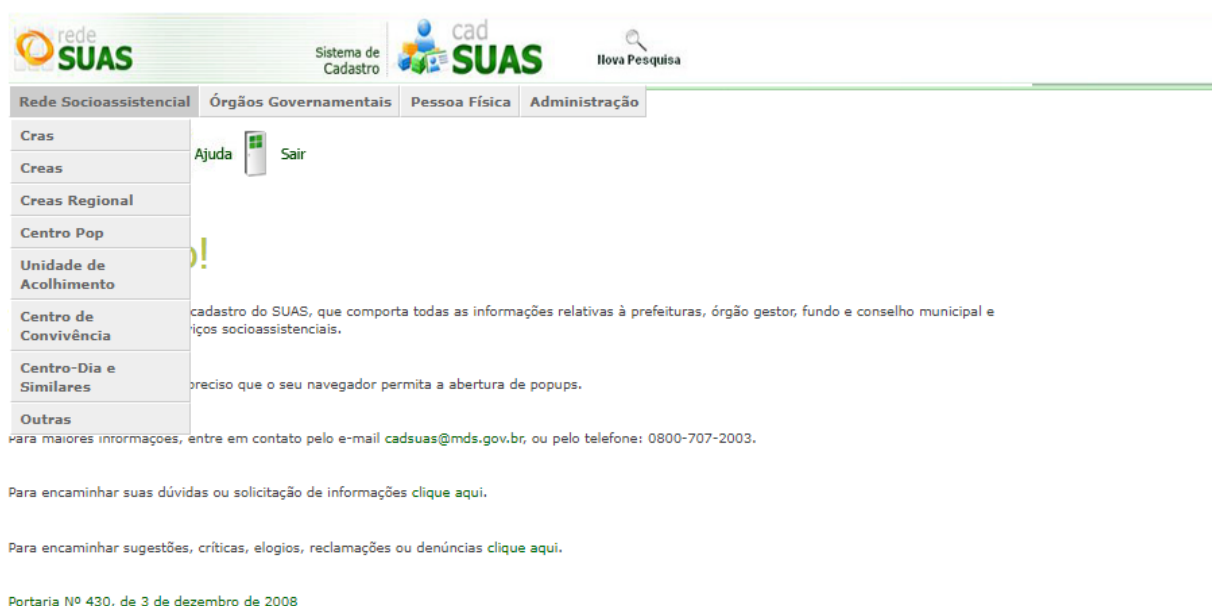 rede
SUAS
Sistema de
Cadastro
cad
SUAS
Nova Pesquisa
Rede Socioassistencial Órgãos Governamentais Pessoa Física Administração
Cras
Creas
Creas Regional
Centro Pop
Unidade de
Acolhimento
Centro de
Convivência
Centro-Dia e
Similares
Outras
Ajuda Sair
!
cadastro do SUAS, que comporta todas as informações relativas à prefeituras, órgão gestor, fundo e conselho municipal e
socioassistenciais.
que o seu navegador permita a abertura de popups.
Para maiores informações, entre em contato pelo e-mail cadsuas@mds.gov.br, ou pelo telefone: 0800-707-2003.
Para encaminhar suas dúvidas ou solicitação de informações clique aqui.
Para encaminhar sugestões, críticas, elogios, reclamações ou denúncias clique aqui.
Portaria Nº 430, de 3 de dezembro de 2008